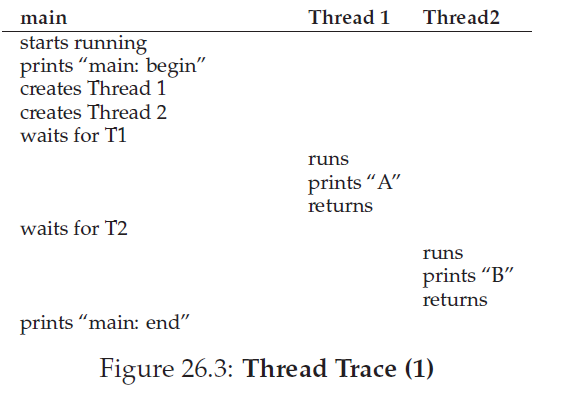 main Thread 1 Thread2
starts running
prints “main: begin”
creates Thread 1
creates Thread 2
waits for T1
runs
prints “A”
returns
waits for T2
runs
prints “B”
returns
prints “main: end”
Figure 26.3: Thread Trace (1)